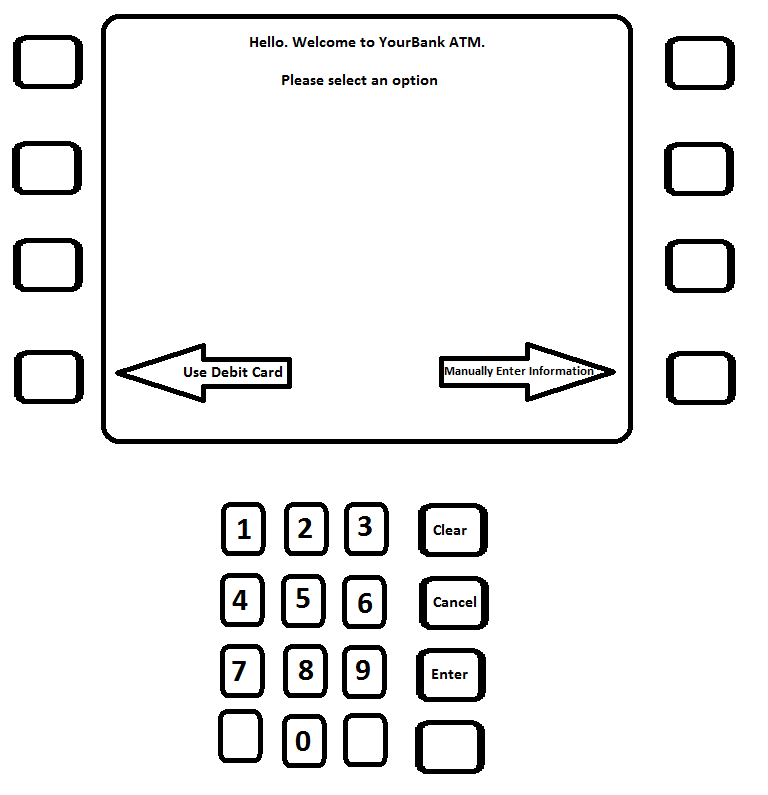 Hello. Welcome to YourBank ATM.
Please select an option
Use Debit Card
Manually Enter Information
1 2 3 Clear
4 5 6 Cancel
7 8 9 Enter
0